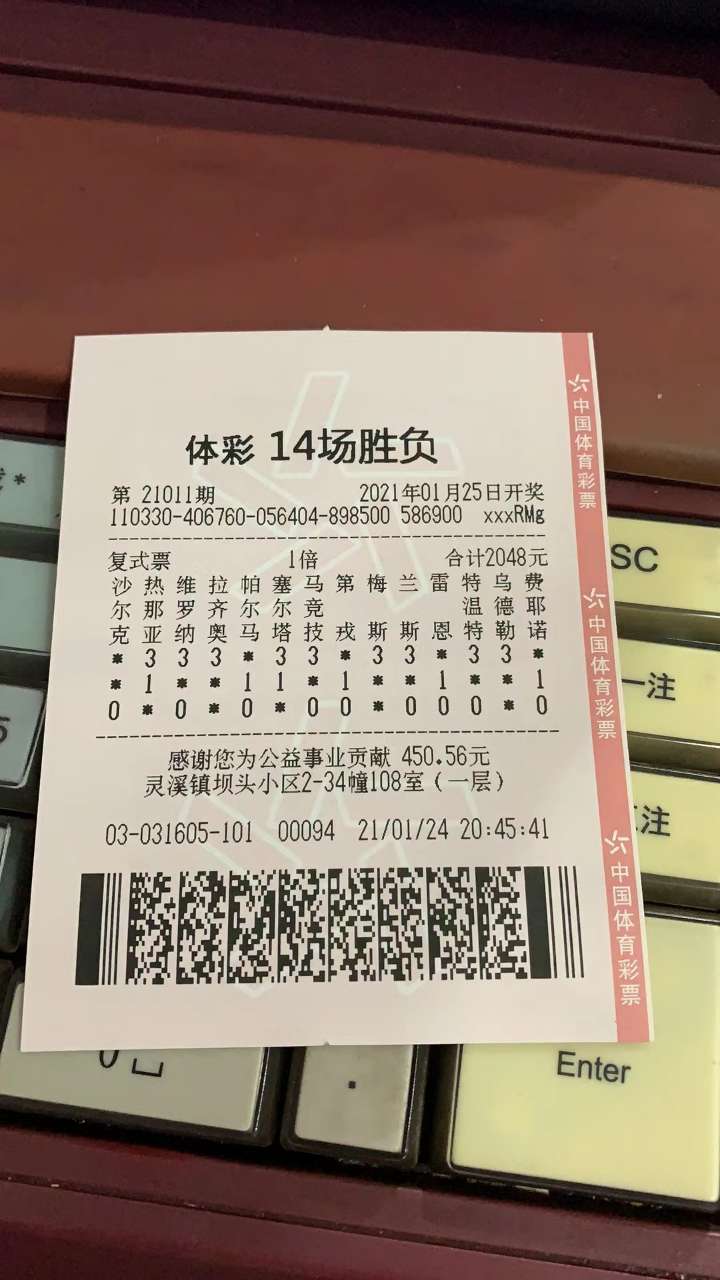 体彩 14场胜负
第 21011期 2021年01月25日开奖
110330-406760-056404-898500 586900 xxxRMg
复式票 1倍 合计2048元
沙 热 维 拉 帕 塞 马 第 梅 兰 雷 特 乌 费
尔 那 罗 齐 尔 尔 竞 温 德 耶
克 亚 纳 奥 马 塔 技 戎 斯 斯 恩 特 勒 诺
* 3 3 3 * 3 3 * 3 3 * 3 3 *
* 1 * * 1 1 * 1 * * 1 * * 1
0 * 0 * 0 * 0 0 * 0 0 0 * 0
感谢您为公益事业贡献 450.56元
灵溪镇坝头小区2-34幢108室（一层）
03-031605-101 00094 21/01/24 20:45:41
中国体育彩票
中国体育彩票
中国体育彩票
SC
一注
注
Enter
.